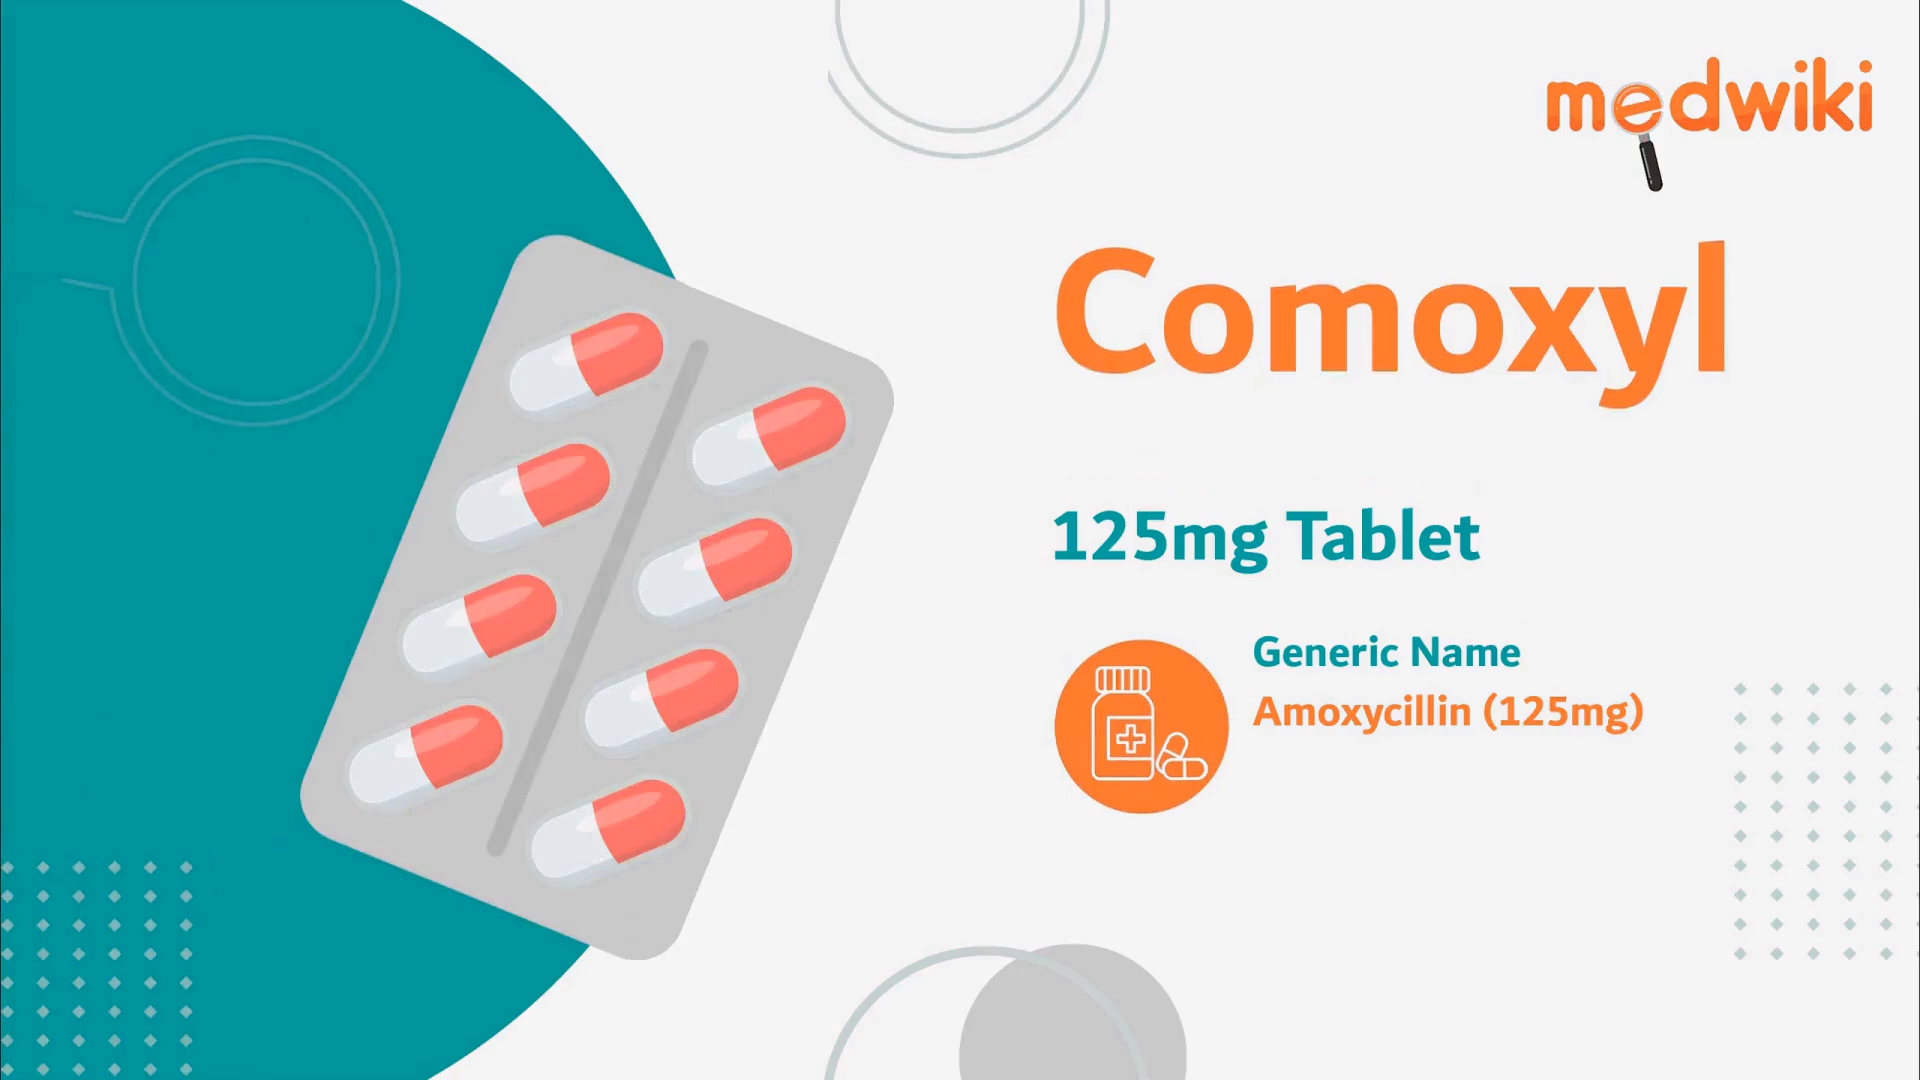 medwiki
Comoxyl
125mg Tablet
Generic Name
Amoxycillin (125mg)